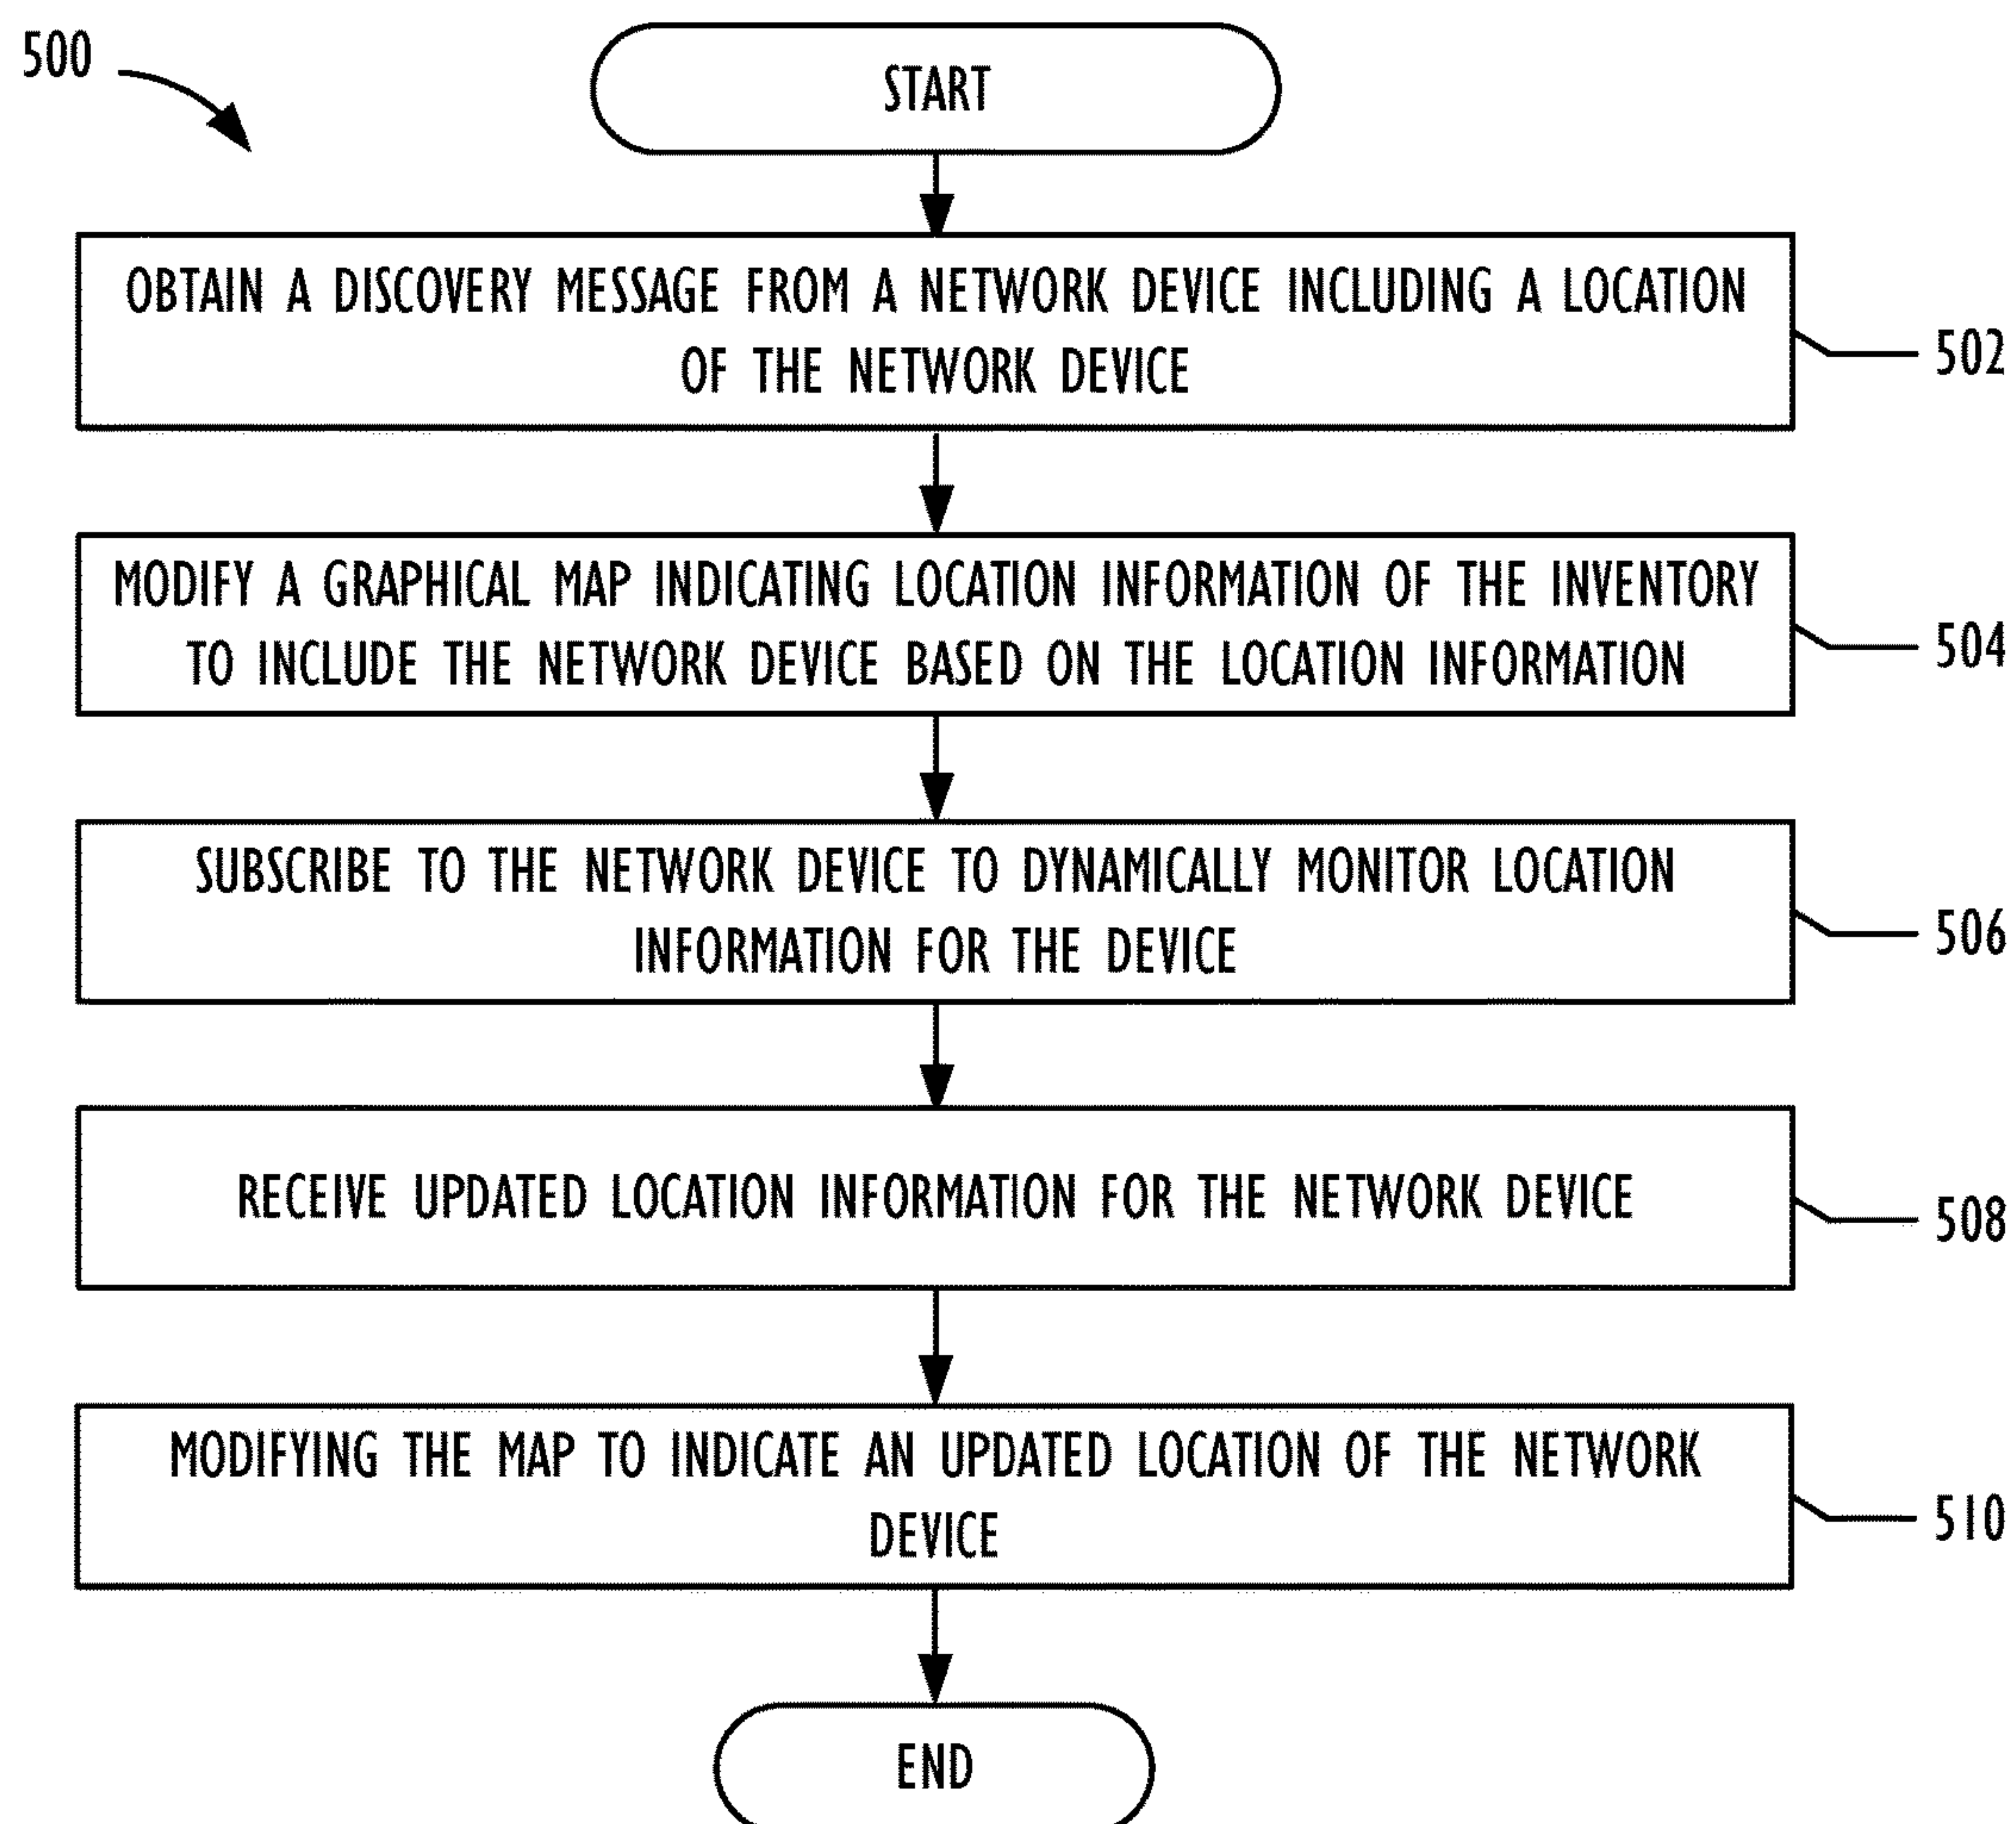 500
START
OBTAIN A DISCOVERY MESSAGE FROM A NETWORK DEVICE INCLUDING A LOCATION
OF THE NETWORK DEVICE
502
MODIFY A GRAPHICAL MAP INDICATING LOCATION INFORMATION OF THE INVENTORY
TO INCLUDE THE NETWORK DEVICE BASED ON THE LOCATION INFORMATION
504
SUBSCRIBE TO THE NETWORK DEVICE TO DYNAMICALLY MONITOR LOCATION
INFORMATION FOR THE DEVICE
506
RECEIVE UPDATED LOCATION INFORMATION FOR THE NETWORK DEVICE
508
MODIFYING THE MAP TO INDICATE AN UPDATED LOCATION OF THE NETWORK
DEVICE
510
END